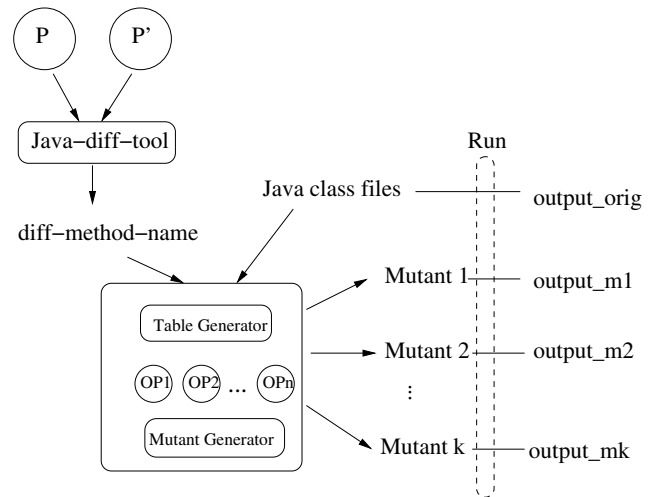 P P’
Java−diff−tool
Run
Java class files output_orig
diff−method−name
Mutant 1 output_m1
Table Generator
Mutant 2 output_m2
OP1 OP2 ... OPn
...
Mutant Generator
Mutant k output_mk